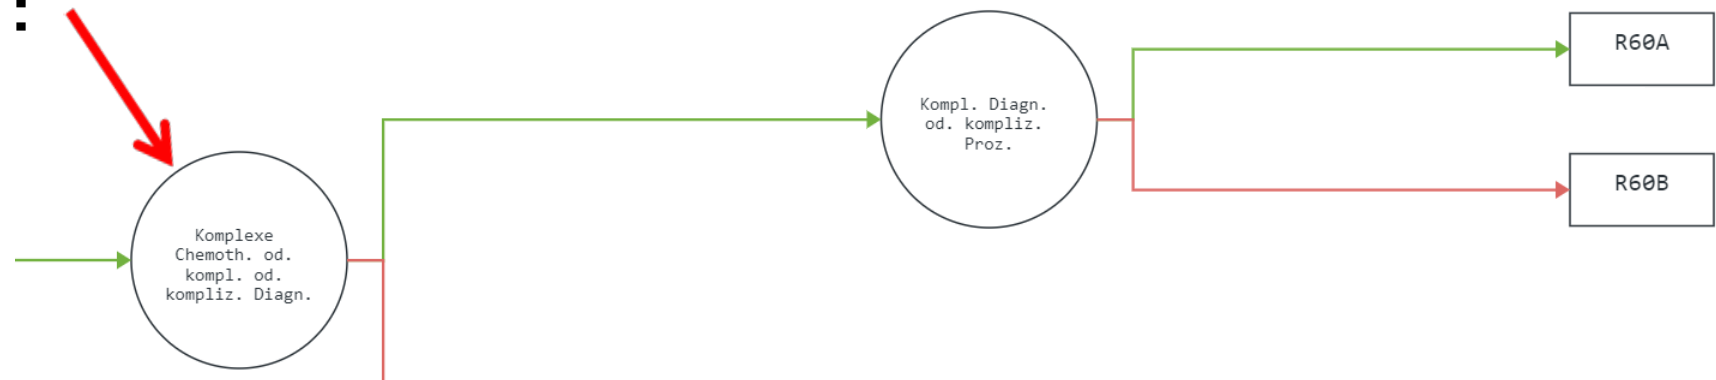 :
R60A
Kompl. Diagn.
od. kompliz.
Proz.
R60B
Komplexe
Chemoth. od.
kompl. od.
kompliz. Diagn.